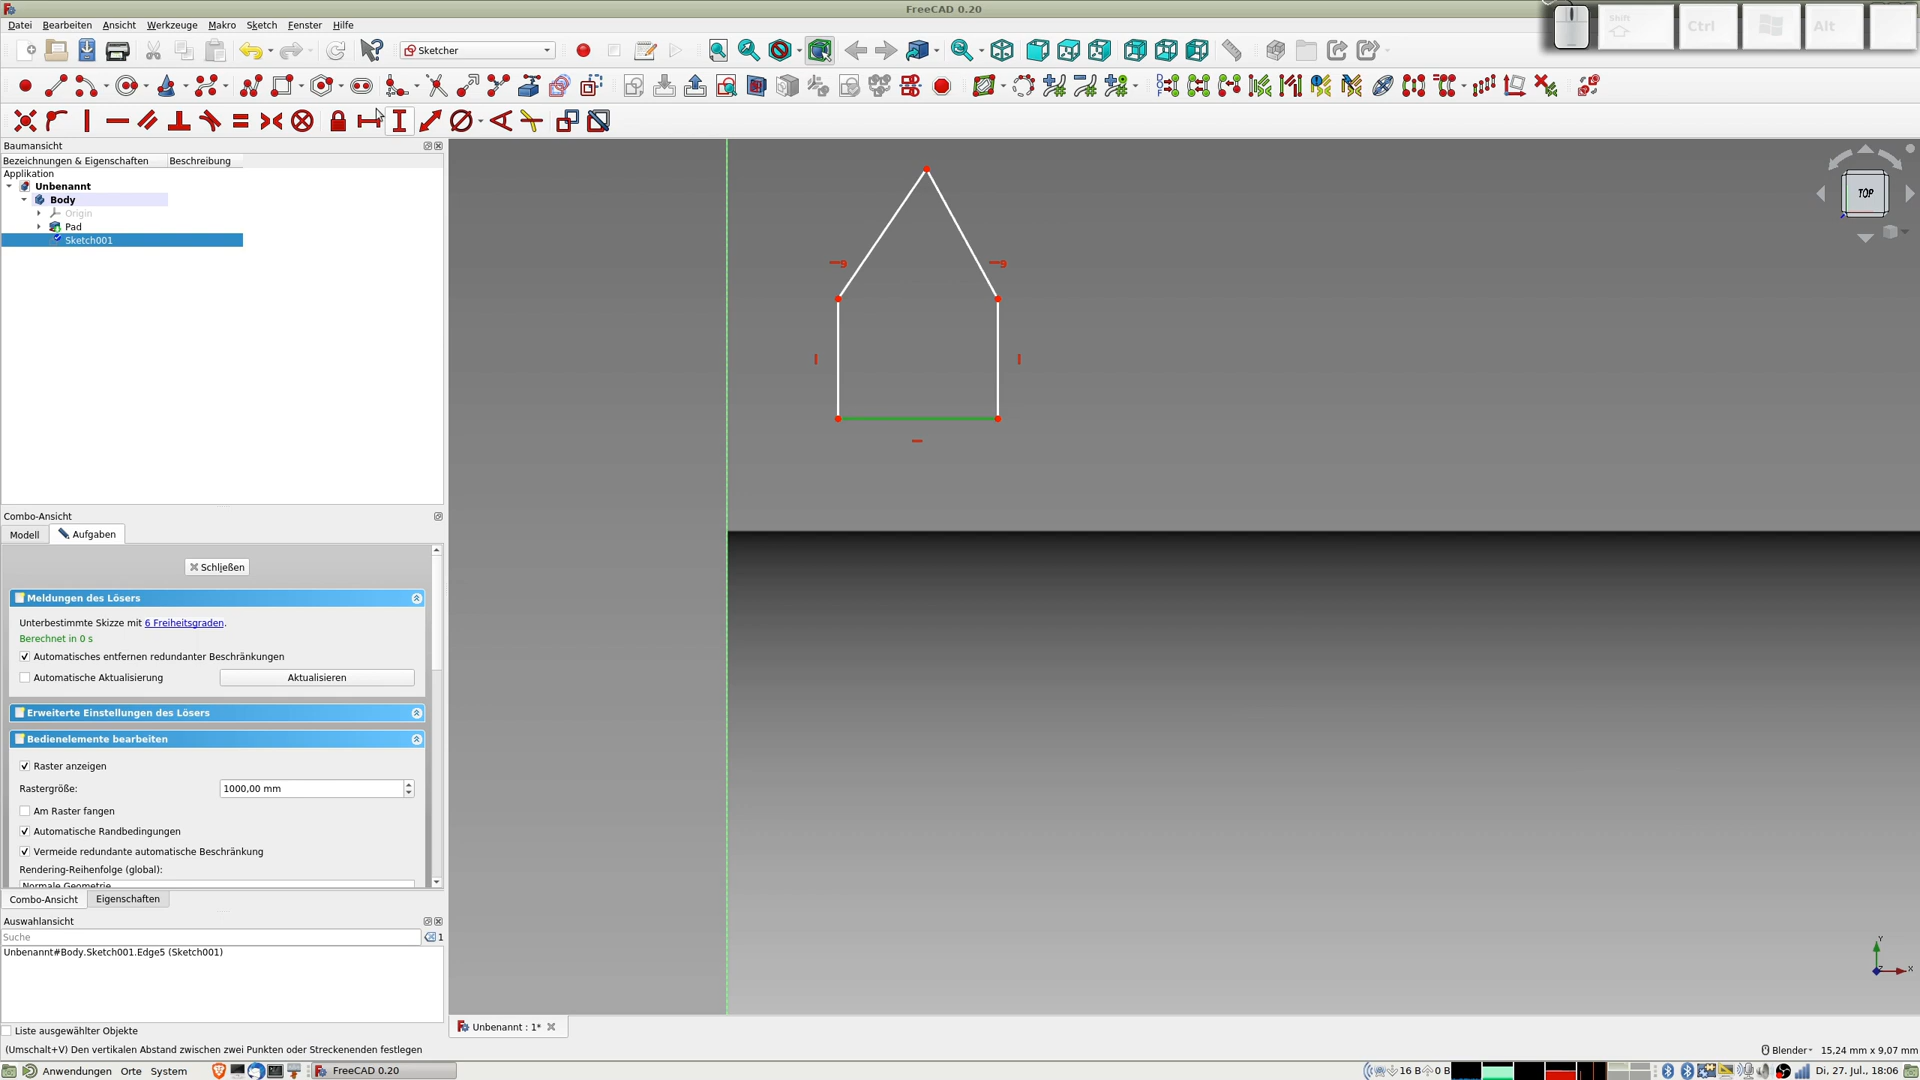 FreeCAD 0.20
Shift
Ctrl
Alt
Datei Bearbeiten Ansicht Werkzeuge Makro Sketch Fenster Hilfe
Sketcher
Baumansicht
Bezeichnungen & Eigenschaften Beschreibung
Applikation
Unbenannt
Body
Origin
Pad
Sketch001
TOP
Combo-Ansicht
Modell Aufgaben
Schließen
Meldungen des Lösers
Unterbestimmte Skizze mit 6 Freiheitsgraden.
Berechnet in 0 s
Automatisches entfernen redundanter Beschränkungen
Automatische Aktualisierung Aktualisieren
Erweiterte Einstellungen des Lösers
Bedienelemente bearbeiten
Raster anzeigen
Rastergröße: 1000,00 mm
Am Raster fangen
Automatische Randbedingungen
Vermeide redundante automatische Beschränkung
Rendering-Reihenfolge (global):
Normale Geometrie
Combo-Ansicht Eigenschaften
Auswahlansicht
Suche 1
Unbenannt#Body.Sketch001.Edge5 (Sketch001)
Y
X
Unbenannt : 1*
Liste ausgewählter Objekte
(Umschalt+V) Den vertikalen Abstand zwischen zwei Punkten oder Streckenenden festlegen
Blender 15,24 mm x 9,07 mm
Anwendungen Orte System FreeCAD 0.20 16 B 0 B Di, 27. Jul., 18:06